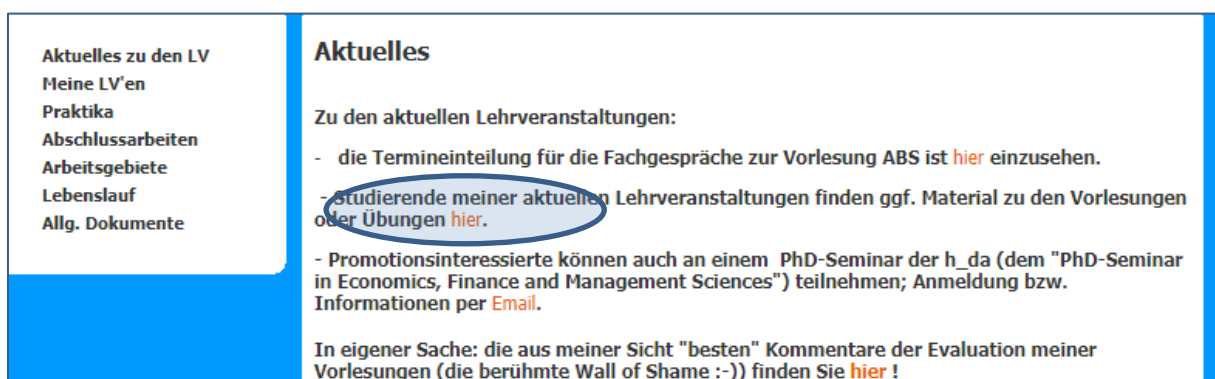 Aktuelles zu den LV
Meine LV'en
Praktika
Abschlussarbeiten
Arbeitsgebiete
Lebenslauf
Allg. Dokumente
Aktuelles
Zu den aktuellen Lehrveranstaltungen:
- die Termineinteilung für die Fachgespräche zur Vorlesung ABS ist hier einzusehen.
- Studierende meiner aktuellen Lehrveranstaltungen finden ggf. Material zu den Vorlesungen
oder Übungen hier.
- Promotionsinteressierte können auch an einem PhD-Seminar der h_da (dem "PhD-Seminar
in Economics, Finance and Management Sciences") teilnehmen; Anmeldung bzw.
Informationen per Email.
In eigener Sache: die aus meiner Sicht "besten" Kommentare der Evaluation meiner
Vorlesungen (die berühmte Wall of Shame :-)) finden Sie hier !